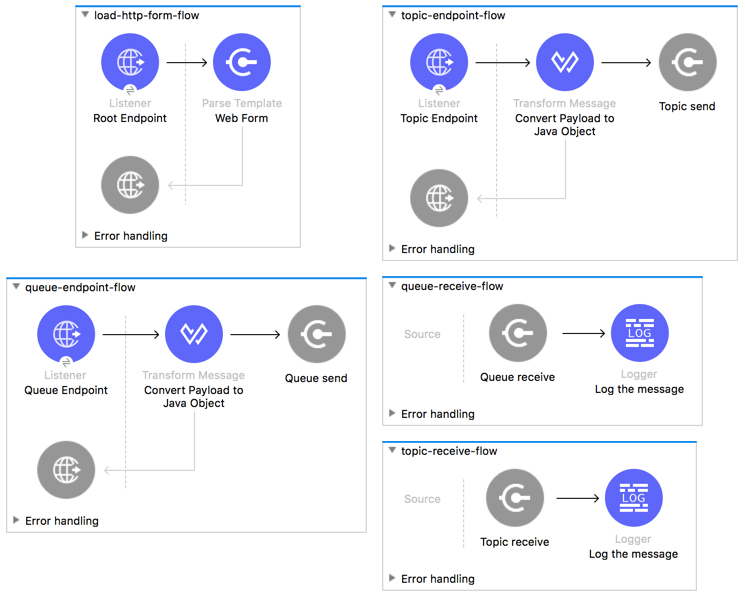 load-http-form-flow
Listener
Root Endpoint
Parse Template
Web Form
Error handling
topic-endpoint-flow
Listener
Topic Endpoint
Transform Message
Convert Payload to
Java Object
Topic send
Error handling
queue-endpoint-flow
Listener
Queue Endpoint
Transform Message
Convert Payload to
Java Object
Queue send
Error handling
queue-receive-flow
Source
Queue receive
LOG
Logger
Log the message
Error handling
topic-receive-flow
Source
Topic receive
LOG
Logger
Log the message
Error handling